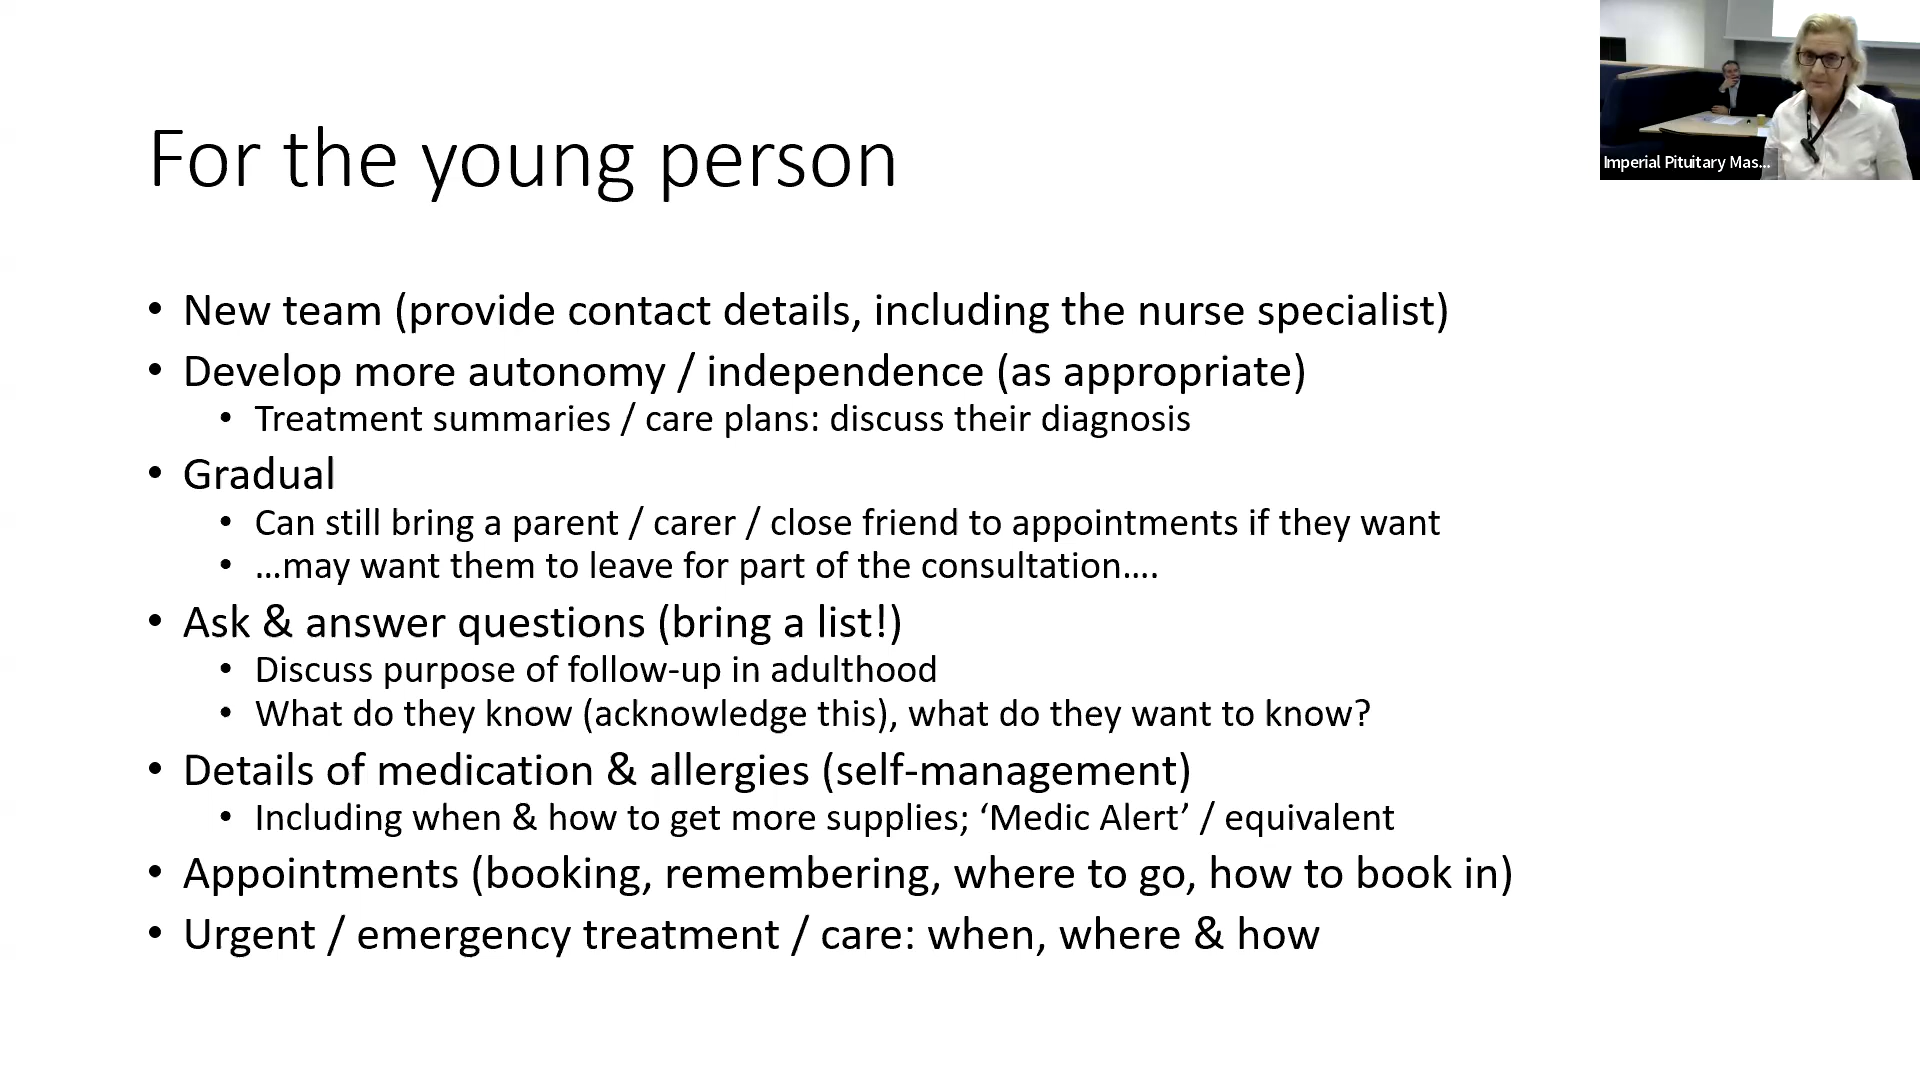 Imperial Pituitary Mas...
For the young person
• New team (provide contact details, including the nurse specialist)
• Develop more autonomy / independence (as appropriate)
• Treatment summaries / care plans: discuss their diagnosis
• Gradual
• Can still bring a parent / carer / close friend to appointments if they want
• …may want them to leave for part of the consultation….
• Ask & answer questions (bring a list!)
• Discuss purpose of follow-up in adulthood
• What do they know (acknowledge this), what do they want to know?
• Details of medication & allergies (self-management)
• Including when & how to get more supplies; ‘Medic Alert’ / equivalent
• Appointments (booking, remembering, where to go, how to book in)
• Urgent / emergency treatment / care: when, where & how